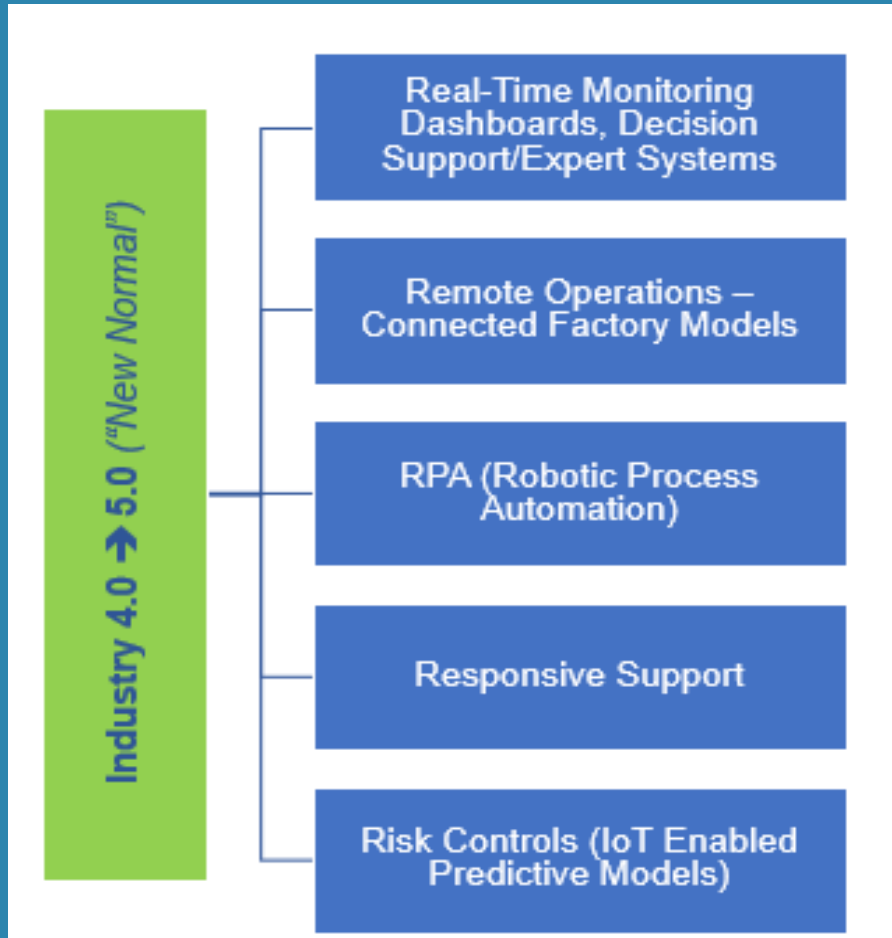 Industry 4.0 ➔ 5.0 (“New Normal”)
Real-Time Monitoring
Dashboards, Decision
Support/Expert Systems
Remote Operations –
Connected Factory Models
RPA (Robotic Process
Automation)
Responsive Support
Risk Controls (IoT Enabled
Predictive Models)